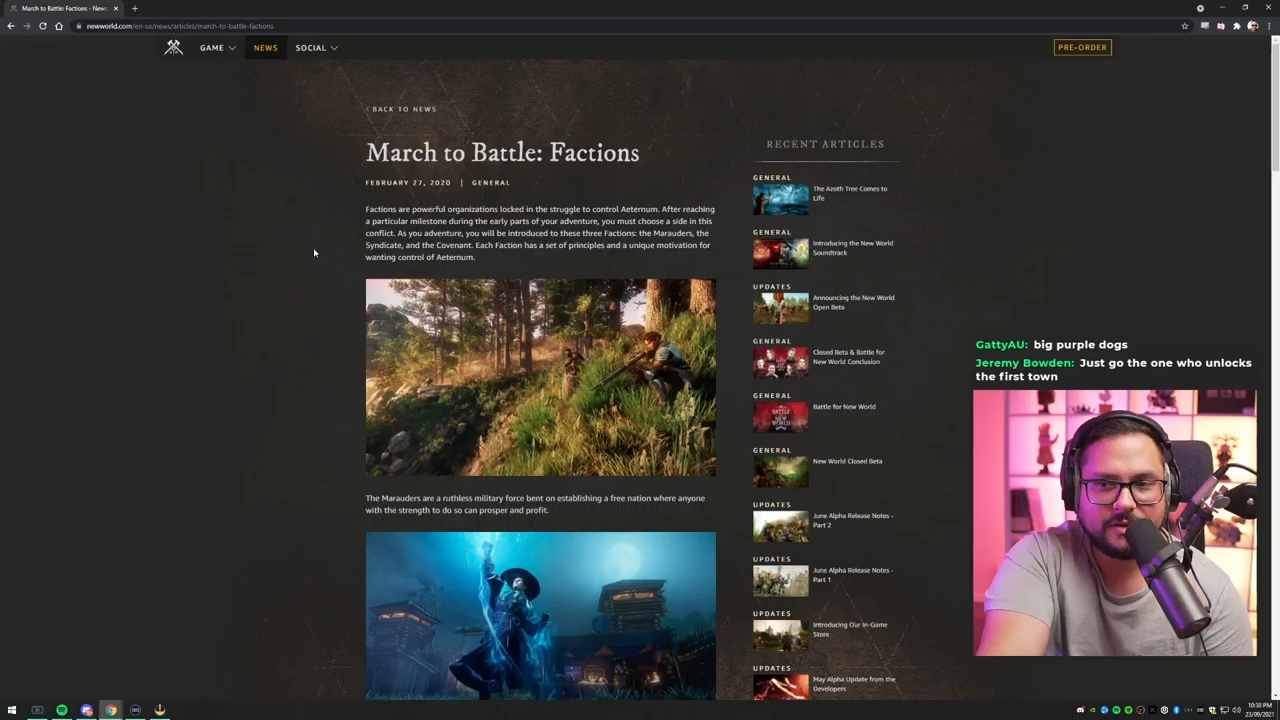 March to Battle: Factions - News
newworld.com/en-us/news/articles/march-to-battle-factions
GAME
NEWS
SOCIAL
PRE-ORDER
BACK TO NEWS
March to Battle: Factions
FEBRUARY 27, 2020 | GENERAL
Factions are powerful organizations locked in the struggle to control Aeternum. After reaching
a particular milestone during the early parts of your adventure, you must choose a side in this
conflict. As you adventure, you will be introduced to these three Factions: the Marauders, the
Syndicate, and the Covenant. Each Faction has a set of principles and a unique motivation for
wanting control of Aeternum.
The Marauders are a ruthless military force bent on establishing a free nation where anyone
with the strength to do so can prosper and profit.
RECENT ARTICLES
GENERAL
The Azoth Tree Comes to
Life
GENERAL
Introducing the New World
Soundtrack
UPDATES
Announcing the New World
Open Beta
GENERAL
Closed Beta & Battle for
New World Conclusion
GENERAL
Battle for New World
GENERAL
New World Closed Beta
UPDATES
June Alpha Release Notes -
Part 2
UPDATES
June Alpha Release Notes -
Part 1
UPDATES
Introducing Our In-Game
Store
UPDATES
May Alpha Update from the
Developers
GattyAU: big purple dogs
Jeremy Bowden: Just go the one who unlocks
the first town
10:38 PM
23/09/2021